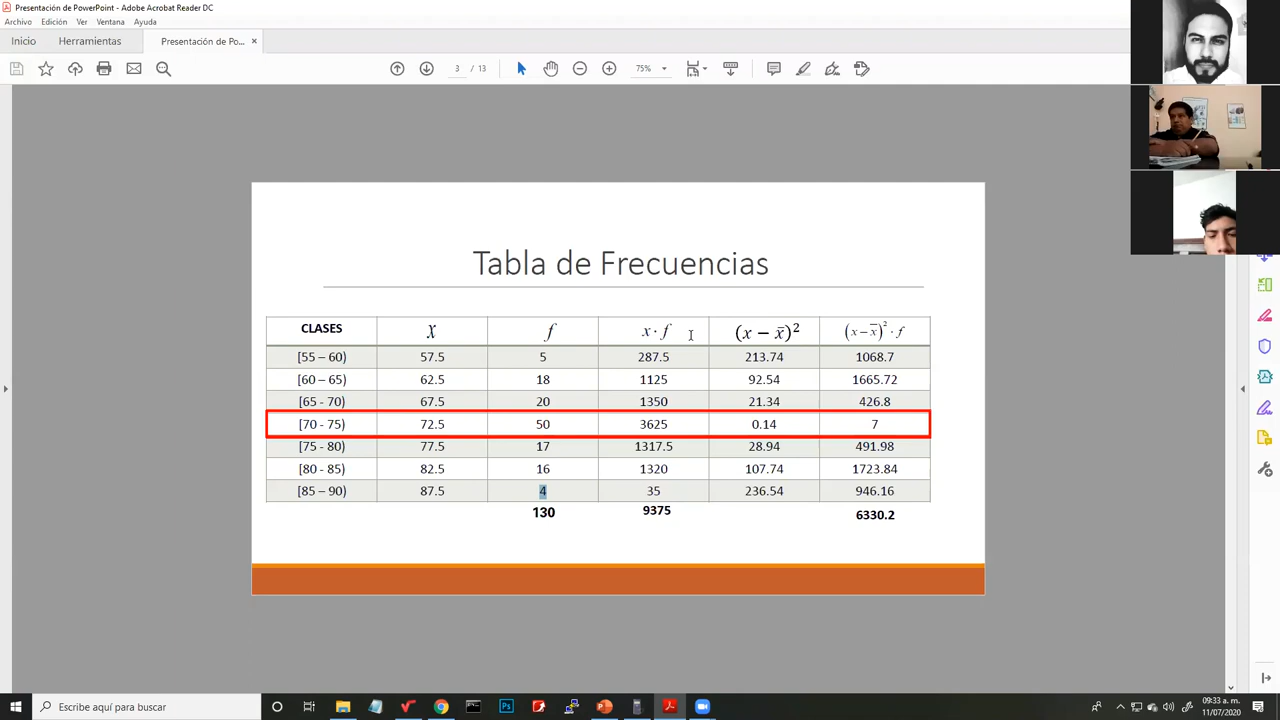 Presentación de PowerPoint - Adobe Acrobat Reader DC
Archivo Edición Ver Ventana Ayuda
Inicio Herramientas Presentación de Po... ×
3 / 13 75%
Tabla de Frecuencias
CLASES X f x · f (x − x̄)² (x − x̄)² · f
[55 – 60) 57.5 5 287.5 213.74 1068.7
[60 – 65) 62.5 18 1125 92.54 1665.72
[65 - 70) 67.5 20 1350 21.34 426.8
[70 - 75) 72.5 50 3625 0.14 7
[75 - 80) 77.5 17 1317.5 28.94 491.98
[80 - 85) 82.5 16 1320 107.74 1723.84
[85 – 90) 87.5 4 35 236.54 946.16
130 9375 6330.2
Escribe aquí para buscar
09:33 a. m.
11/07/2020